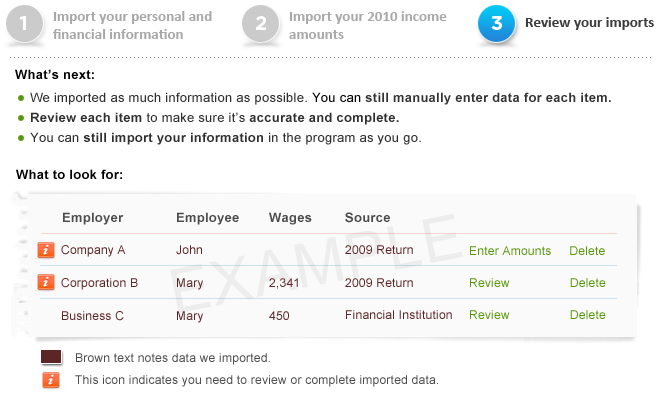 1 Import your personal and financial information
2 Import your 2010 income amounts
3 Review your imports
What's next:
We imported as much information as possible. You can still manually enter data for each item.
Review each item to make sure it's accurate and complete.
You can still import your information in the program as you go.
What to look for:
Employer Employee Wages Source
i Company A John 2009 Return Enter Amounts Delete
i Corporation B Mary 2,341 2009 Return Review Delete
Business C Mary 450 Financial Institution Review Delete
EXAMPLE
Brown text notes data we imported.
i This icon indicates you need to review or complete imported data.